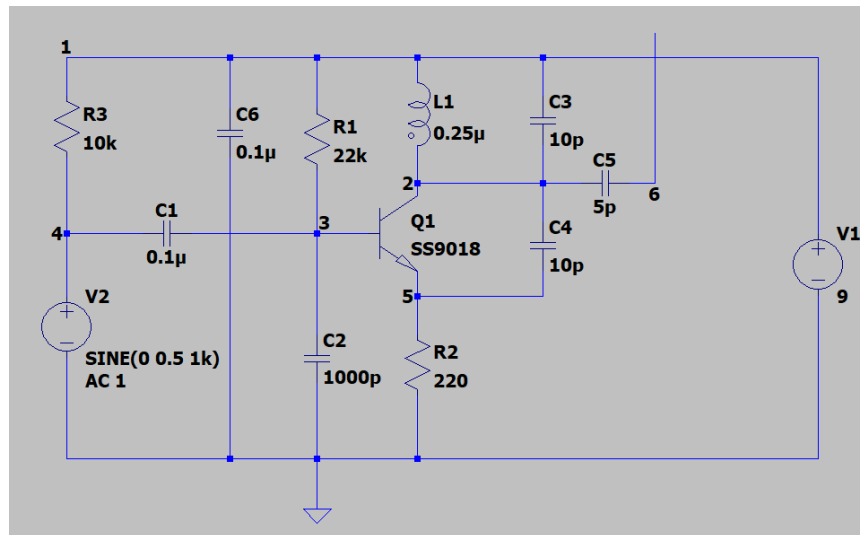 1
R3
10k
C6
0.1µ
R1
22k
L1
0.25µ
C3
10p
C5
5p
6
2
C1
0.1µ
4
3
Q1
SS9018
C4
10p
V1
9
5
V2
SINE(0 0.5 1k)
AC 1
C2
1000p
R2
220